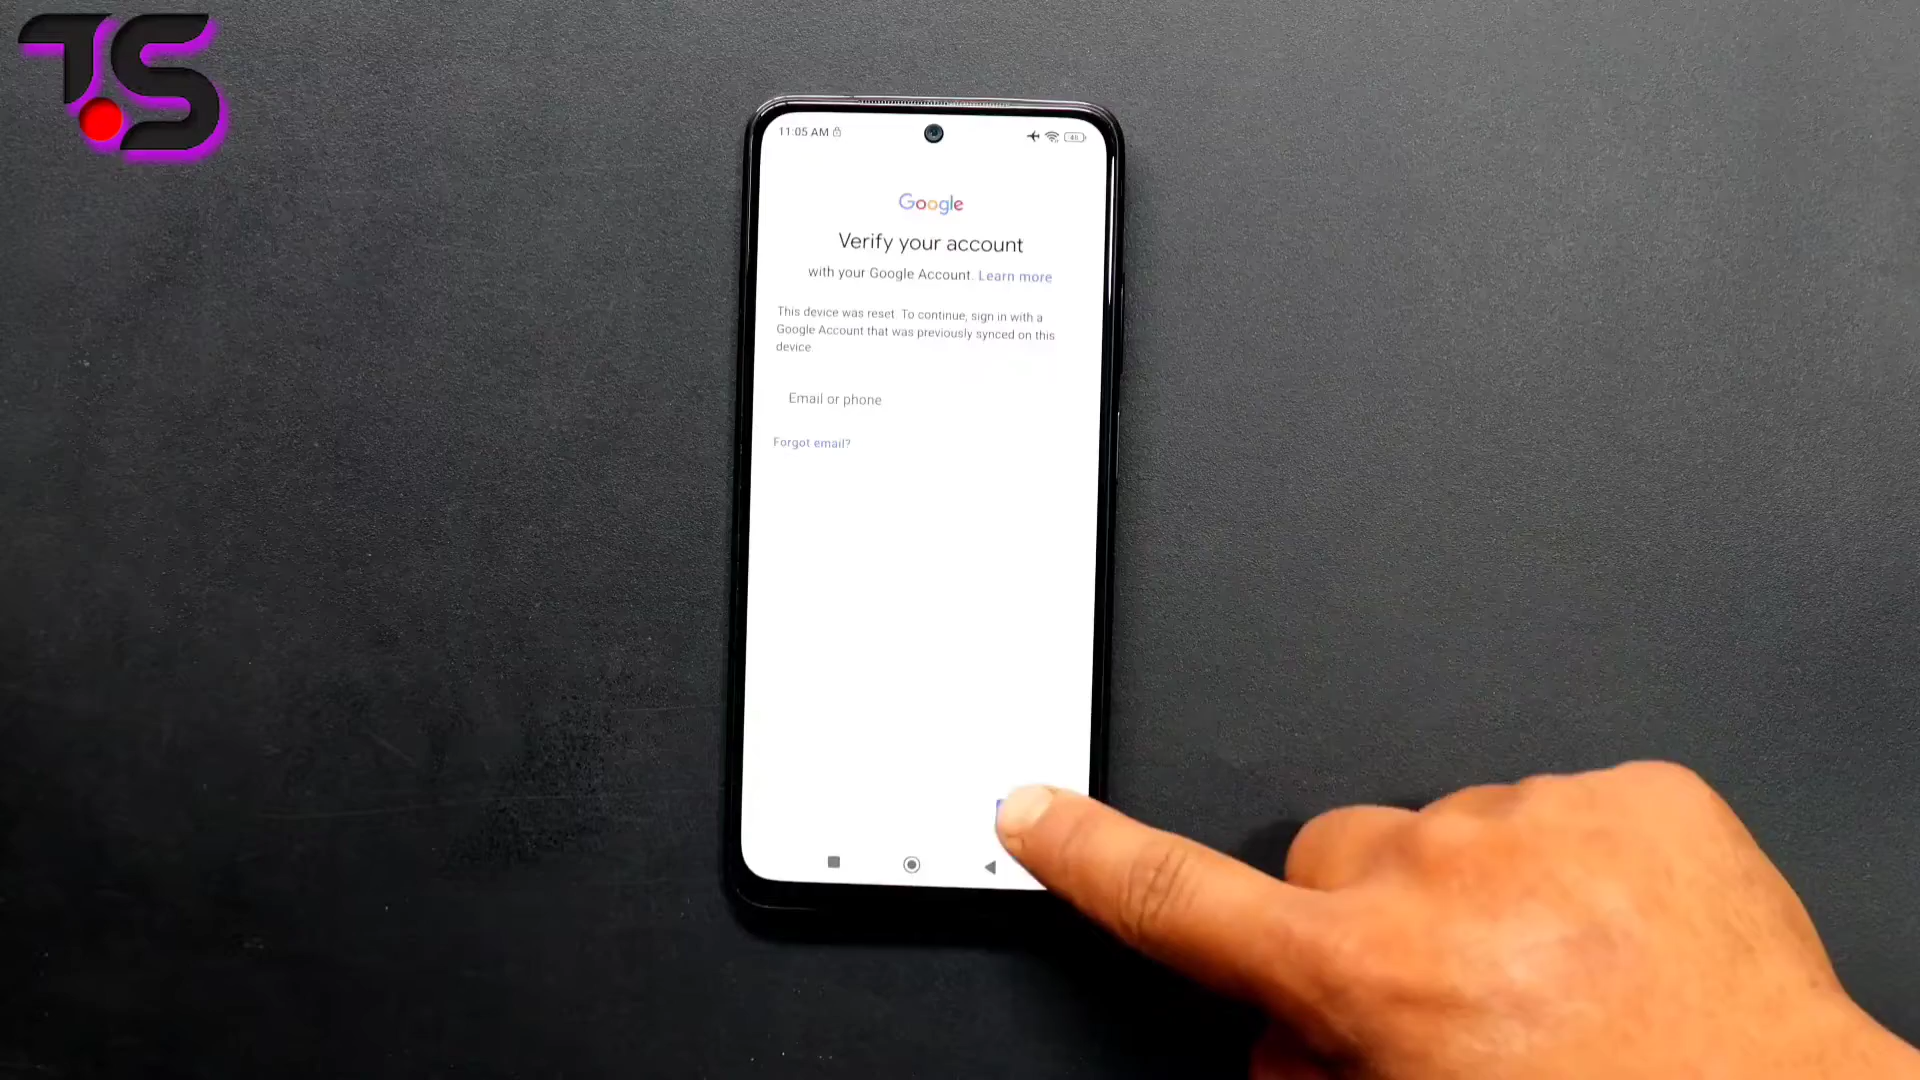 T.S
11:05 AM
46
Google
Verify your account
with your Google Account. Learn more
This device was reset. To continue, sign in with a
Google Account that was previously synced on this
device.
Email or phone
Forgot email?